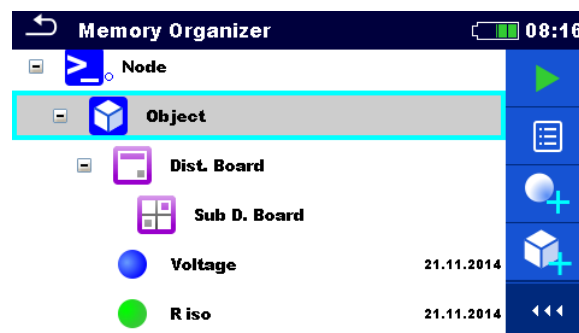 Memory Organizer 08:16
Node
Object
Dist. Board
Sub D. Board
Voltage 21.11.2014
R iso 21.11.2014